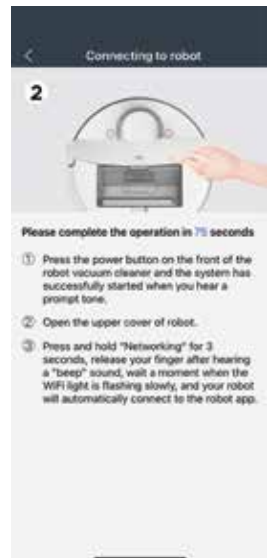 Connecting to robot
2
Please complete the operation in 75 seconds
① Press the power button on the front of the
robot vacuum cleaner and the system has
successfully started when you hear a
prompt tone.
② Open the upper cover of robot.
③ Press and hold "Networking" for 3
seconds, release your finger after hearing
a "beep" sound, wait a moment when the
WiFi light is flashing slowly, and your robot
will automatically connect to the robot app.